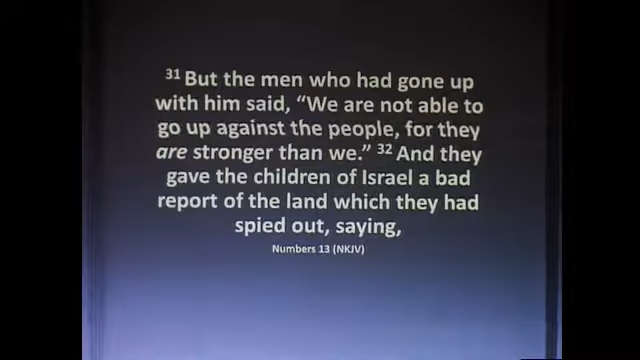 31 But the men who had gone up
with him said, “We are not able to
go up against the people, for they
are stronger than we.” 32 And they
gave the children of Israel a bad
report of the land which they had
spied out, saying,
Numbers 13 (NKJV)